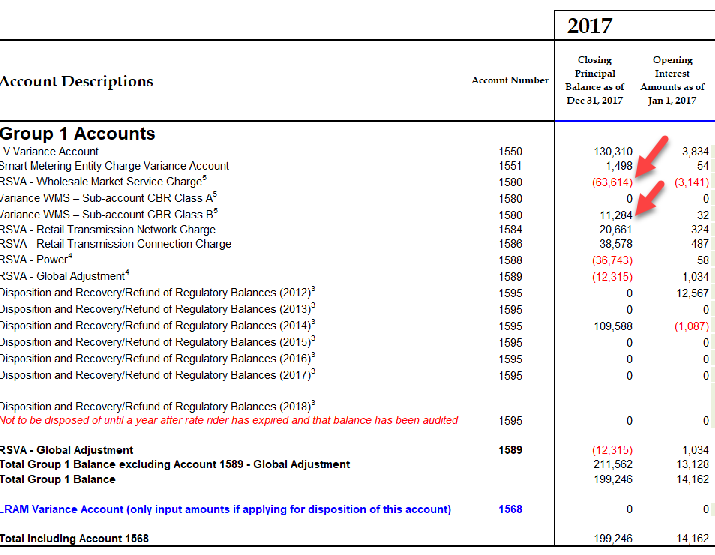 2017
Account Descriptions Account Number Closing Principal Balance as of Dec 31, 2017 Opening Interest Amounts as of Jan 1, 2017
Group 1 Accounts
V Variance Account 1550 130,310 3,834
Smart Metering Entity Charge Variance Account 1551 1,498 54
RSVA - Wholesale Market Service Charge5 1580 (63,614) (3,141)
Variance WMS – Sub-account CBR Class A5 1580 0 0
Variance WMS – Sub-account CBR Class B5 1580 11,284 32
RSVA - Retail Transmission Network Charge 1584 20,661 324
RSVA - Retail Transmission Connection Charge 1586 38,578 487
RSVA - Power4 1588 (36,743) 58
RSVA - Global Adjustment4 1589 (12,315) 1,034
Disposition and Recovery/Refund of Regulatory Balances (2012)3 1595 0 12,567
Disposition and Recovery/Refund of Regulatory Balances (2013)3 1595 0 0
Disposition and Recovery/Refund of Regulatory Balances (2014)3 1595 109,588 (1,087)
Disposition and Recovery/Refund of Regulatory Balances (2015)3 1595 0 0
Disposition and Recovery/Refund of Regulatory Balances (2016)3 1595 0 0
Disposition and Recovery/Refund of Regulatory Balances (2017)3 1595 0 0
Disposition and Recovery/Refund of Regulatory Balances (2018)3
Not to be disposed of until a year after rate rider has expired and that balance has been audited 1595 0 0
RSVA - Global Adjustment 1589 (12,315) 1,034
Total Group 1 Balance excluding Account 1589 - Global Adjustment 211,562 13,128
Total Group 1 Balance 199,246 14,162
LRAM Variance Account (only input amounts if applying for disposition of this account) 1568 0 0
Total including Account 1568 199,246 14,162